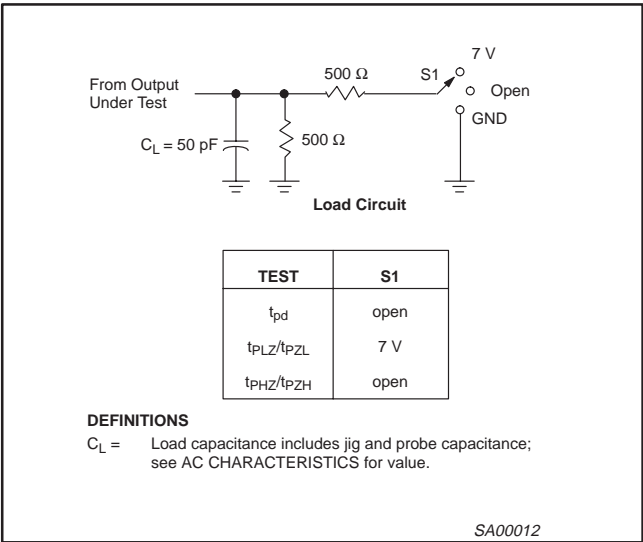 7 V
500 Ω
S1
From Output
Under Test
Open
GND
CL = 50 pF
500 Ω
Load Circuit
TEST S1
tpd open
tPLZ/tPZL 7 V
tPHZ/tPZH open
DEFINITIONS
CL = Load capacitance includes jig and probe capacitance;
see AC CHARACTERISTICS for value.
SA00012